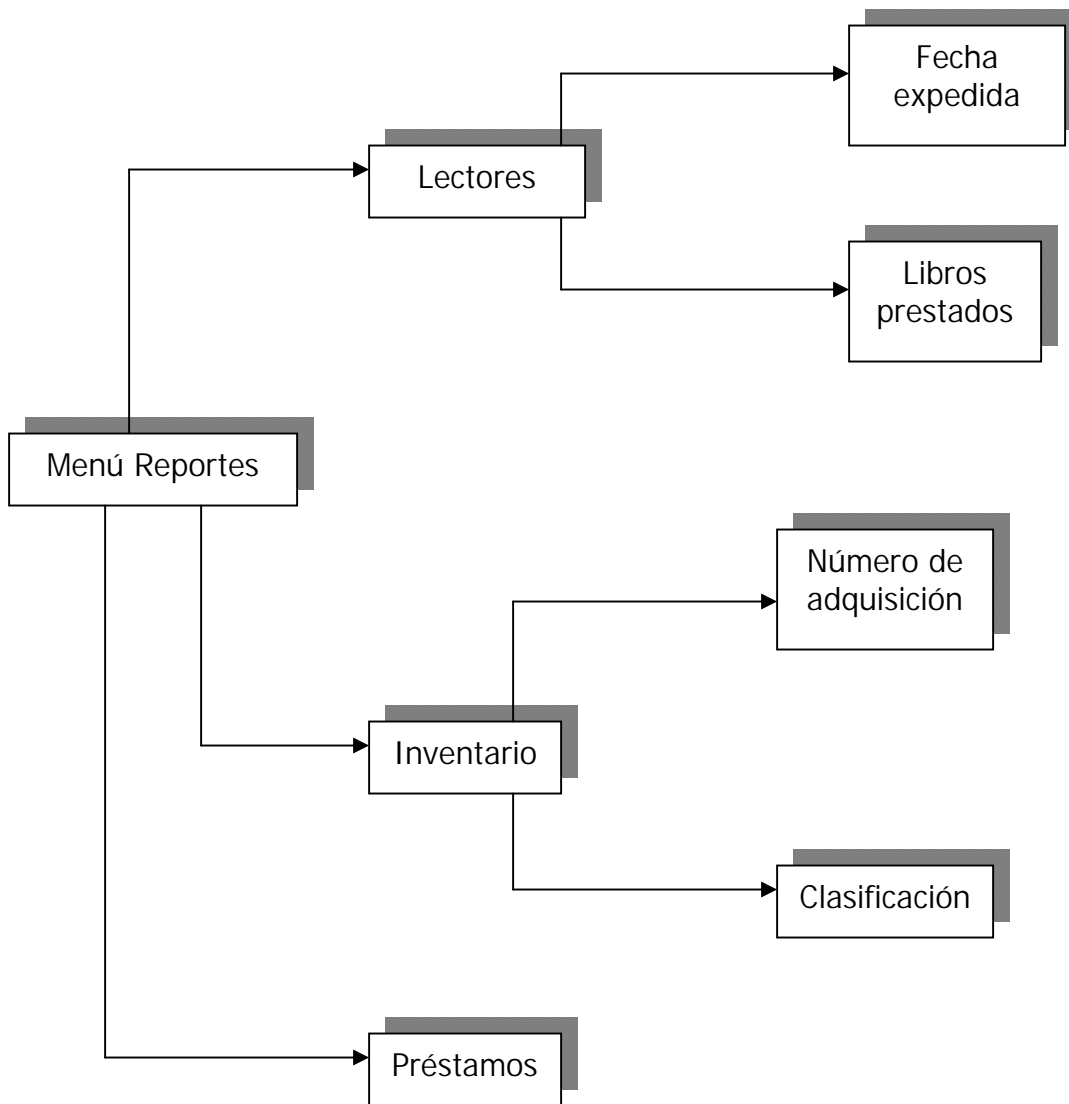 Fecha
expedida
Lectores
Libros
prestados
Menú Reportes
Número de
adquisición
Inventario
Clasificación
Préstamos